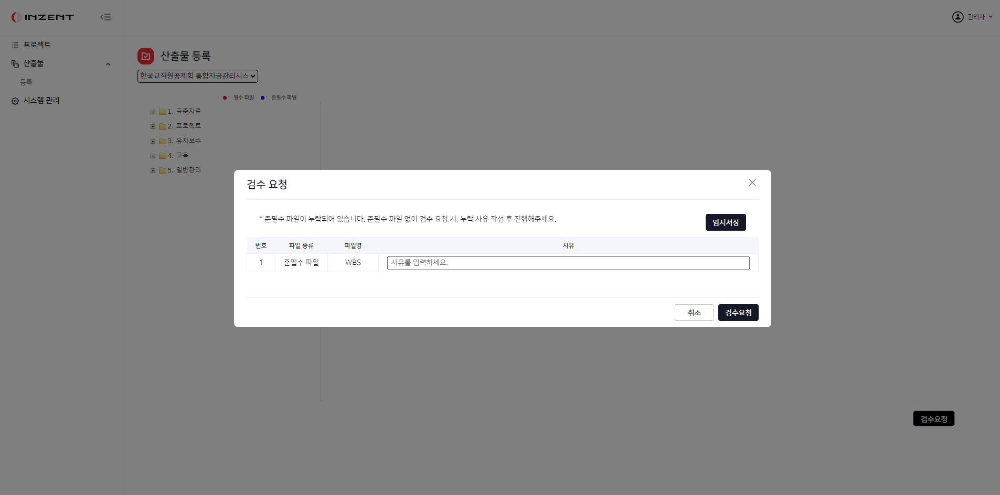 INZENT
관리자
프로젝트
산출물
등록
시스템 관리
산출물 등록
한국교직원공제회 통합자금관리시스
: 필수 파일 : 준필수 파일
1. 표준자료
2. 프로젝트
3. 유지보수
4. 교육
5. 일반관리
검수 요청
* 준필수 파일이 누락되어 있습니다. 준필수 파일 없이 검수 요청 시, 누락 사유 작성 후 진행해주세요.
임시저장
번호 파일 종류 파일명 사유
1 준필수 파일 WBS 사유를 입력하세요.
취소 검수요청
검수요청